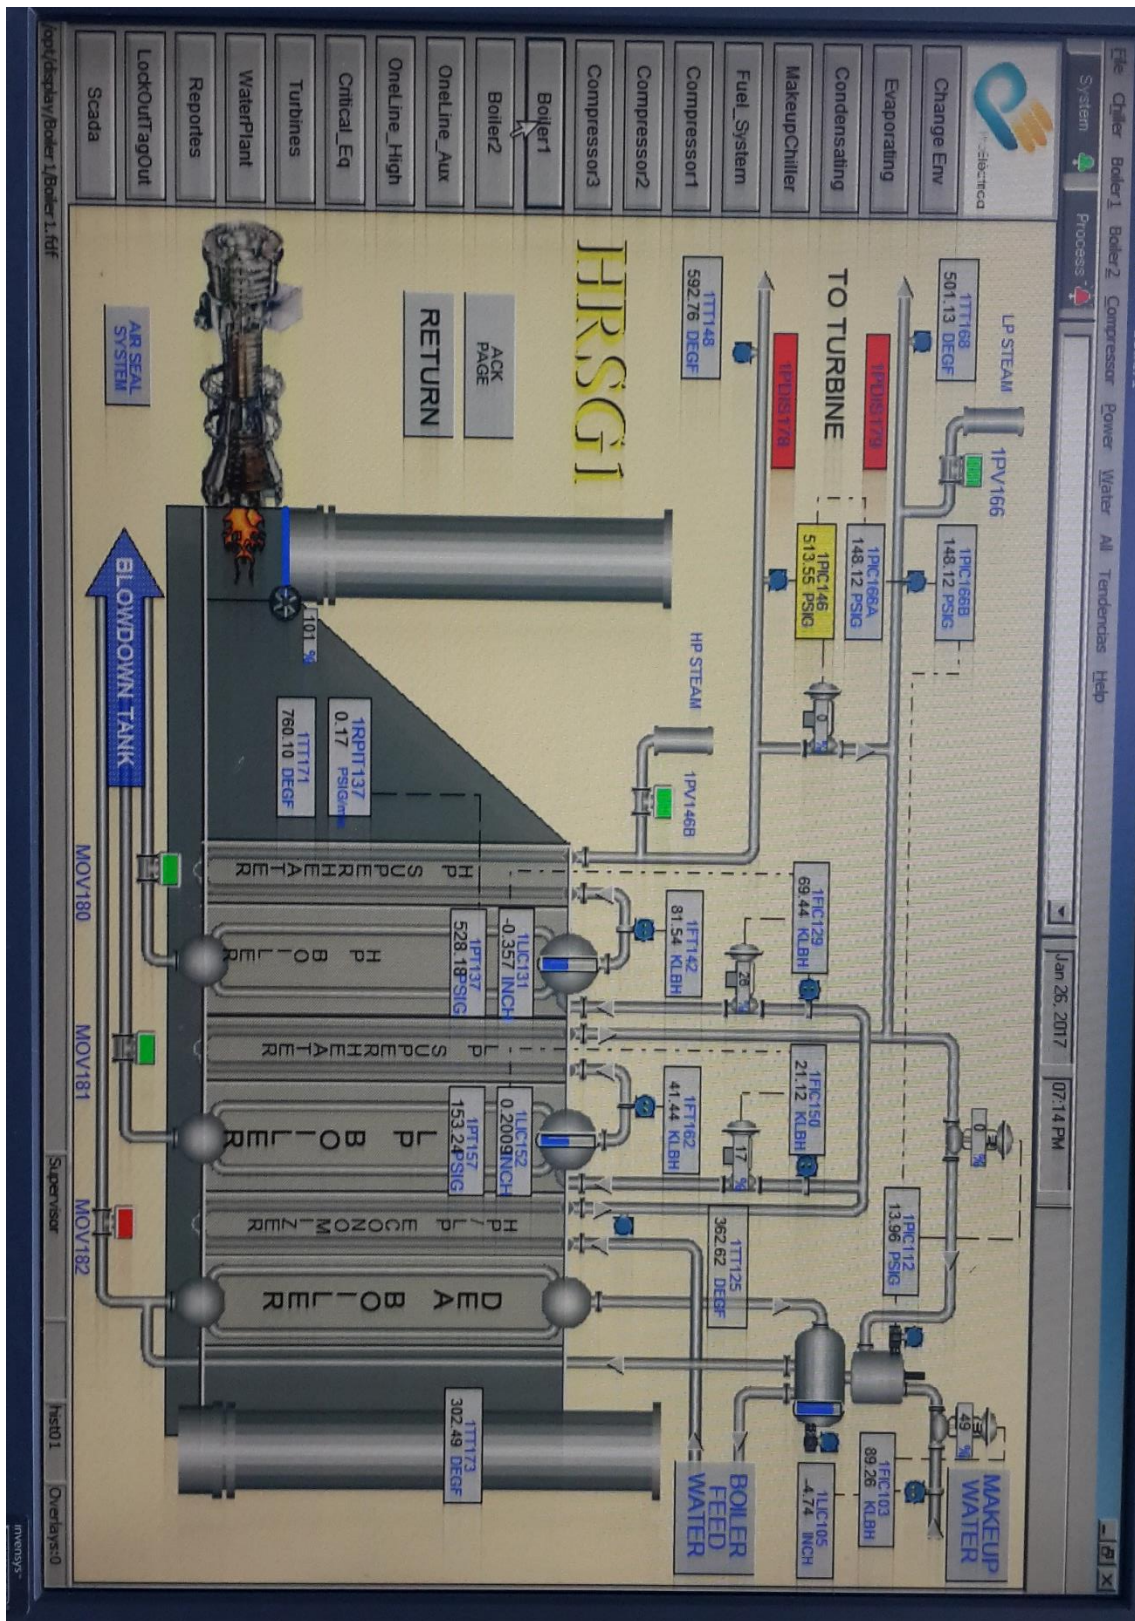 File Chiller Boiler1 Boiler2 Compressor Power Water All Tendencias Help
System Process
Jan 26, 2017 07:14 PM
Change Env
Evaporating
Condensating
MakeupChiller
Fuel_System
Compressor1
Compressor2
Compressor3
Boiler1
Boiler2
OneLine_Aux
OneLine_High
Critical_Eq
Turbines
WaterPlant
Reportes
LockOutTagOut
Scada
LP STEAM
1PV166
1TT168
501.13 DEGF
1PIC166B
148.12 PSIG
1PDIS179
TO TURBINE
1PDIS178
1PIC166A
148.12 PSIG
1PIC146
513.55 PSIG
0 %
1TT148
592.76 DEGF
HRSG1
ACK
PAGE
RETURN
AIR SEAL
SYSTEM
HP STEAM
1PV146B
101 %
1RPIT137
0.17 PSIG/min
1TT171
760.10 DEGF
1FIC129
69.44 KLBH
26 %
1FT142
81.54 KLBH
1FIC150
21.12 KLBH
17 %
1FT162
41.44 KLBH
0 %
1PIC112
13.96 PSIG
49 %
MAKEUP
WATER
1FIC103
89.26 KLBH
1LIC105
-4.74 INCH
1TT125
362.62 DEGF
BOILER
FEED
WATER
1LIC131
-0.357 INCH
1PT137
528.18PSIG
1LIC152
0.2009INCH
1PT157
153.24PSIG
HP SUPERHEATER
HP BOILER
LP SUPERHEATER
LP BOILER
HP/LP ECONOMIZER
DEA BOILER
1TT173
302.49 DEGF
BLOWDOWN TANK
MOV180
MOV181
MOV182
/opt/display/Boiler1/Boiler1.fdf
Supervisor
hist01
Overlays:0
invensys